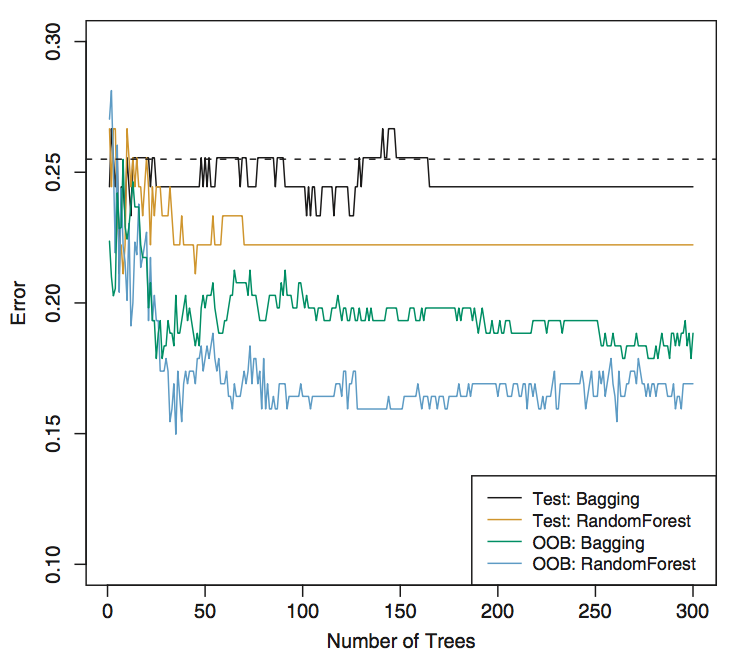 0.30
0.25
0.20
0.15
0.10
Error
0
50
100
150
200
250
300
Number of Trees
Test: Bagging
Test: RandomForest
OOB: Bagging
OOB: RandomForest